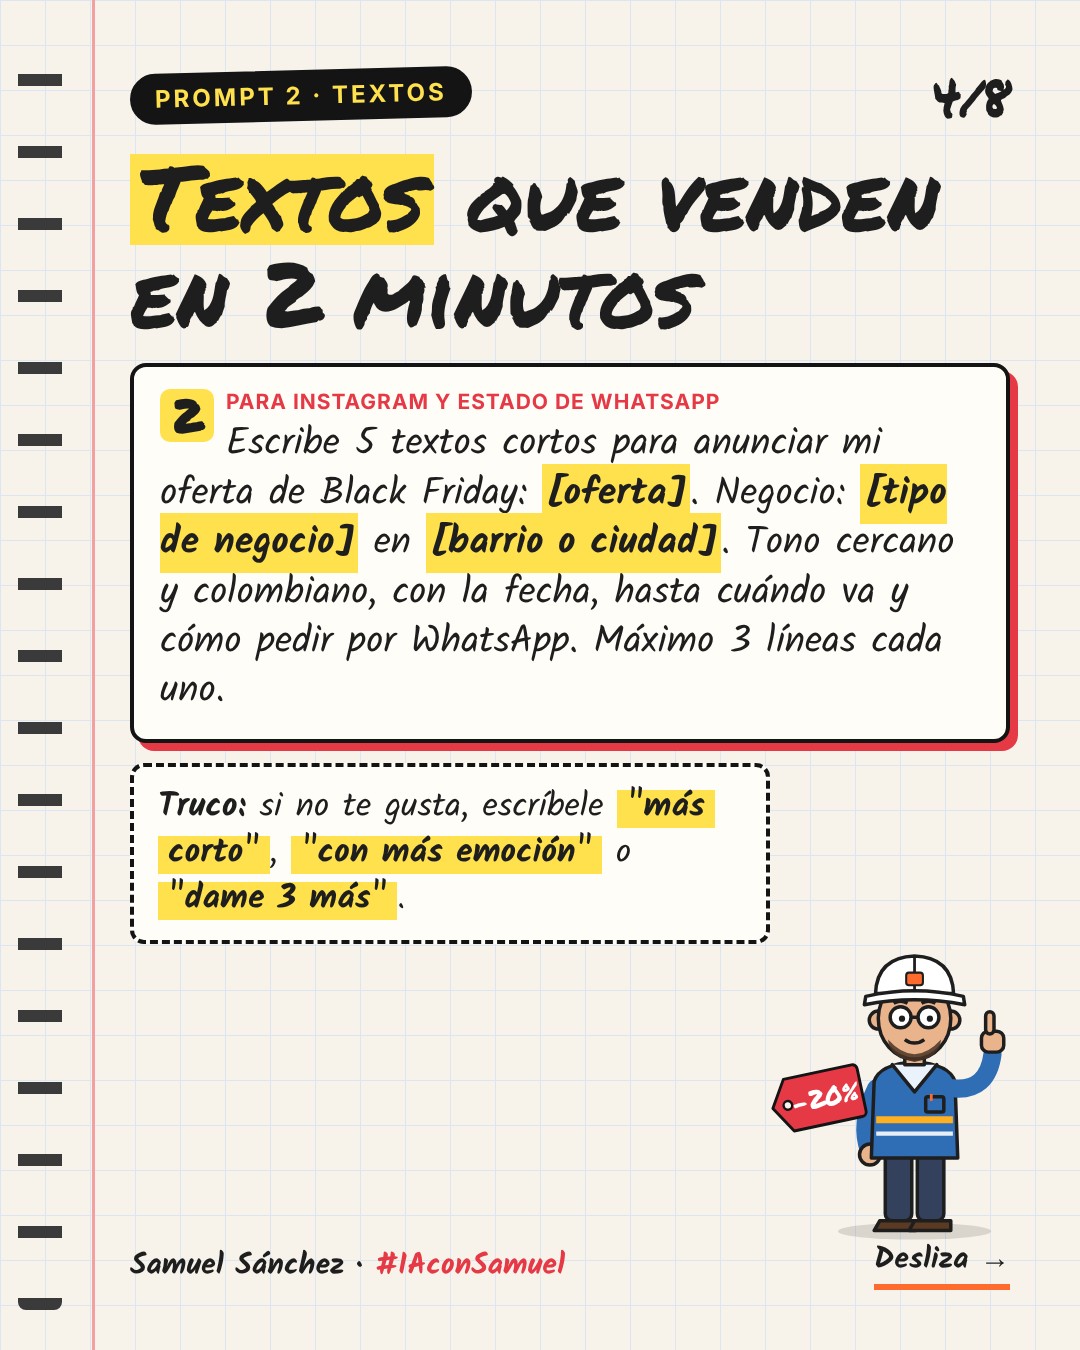 PROMPT 2 · TEXTOS
4/8
TEXTOS QUE VENDEN
EN 2 MINUTOS
2
PARA INSTAGRAM Y ESTADO DE WHATSAPP
Escribe 5 textos cortos para anunciar mi
oferta de Black Friday: [oferta]. Negocio: [tipo
de negocio] en [barrio o ciudad]. Tono cercano
y colombiano, con la fecha, hasta cuándo va y
cómo pedir por WhatsApp. Máximo 3 líneas cada
uno.
Truco: si no te gusta, escríbele "más
corto", "con más emoción" o
"dame 3 más".
-20%
Samuel Sánchez · #IAconSamuel
Desliza →